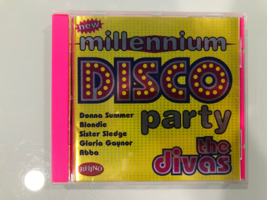 new
millennium
DISCO
party
Donna Summer
Blondie
Sister Sledge
Gloria Gaynor
Abba
the
divas
RHINO